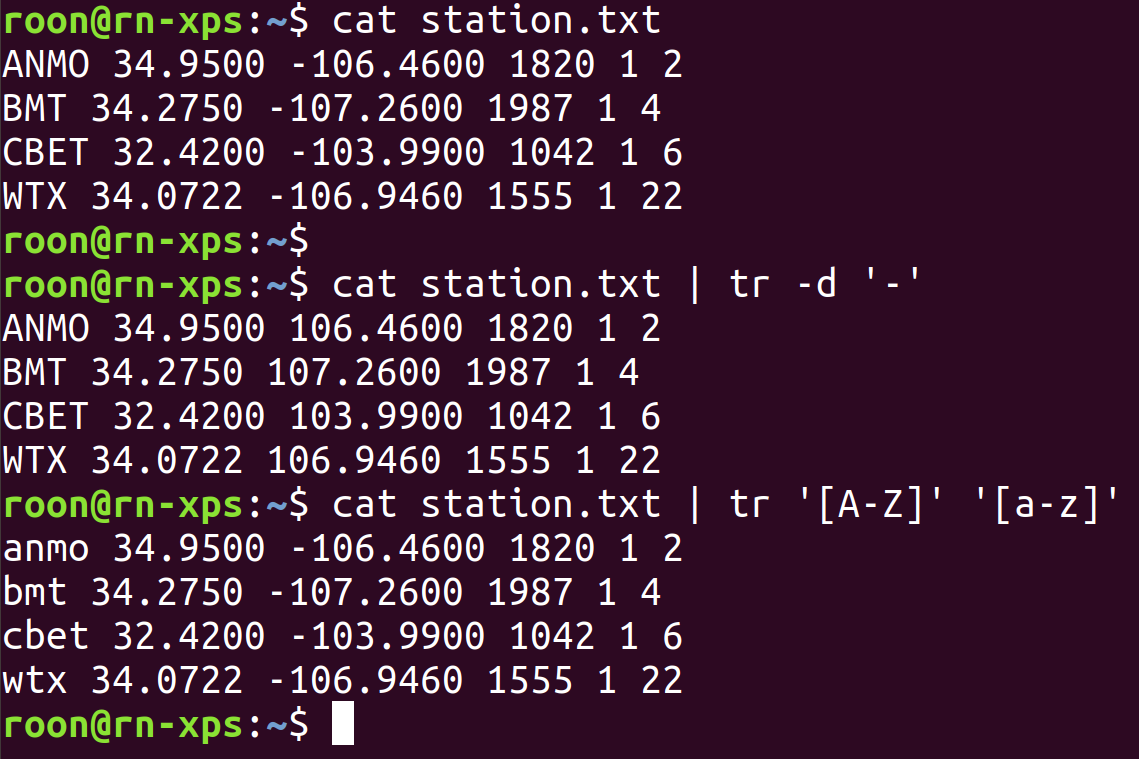 roon@rn-xps:~$ cat station.txt
ANMO 34.9500 -106.4600 1820 1 2
BMT 34.2750 -107.2600 1987 1 4
CBET 32.4200 -103.9900 1042 1 6
WTX 34.0722 -106.9460 1555 1 22
roon@rn-xps:~$
roon@rn-xps:~$ cat station.txt | tr -d '-'
ANMO 34.9500 106.4600 1820 1 2
BMT 34.2750 107.2600 1987 1 4
CBET 32.4200 103.9900 1042 1 6
WTX 34.0722 106.9460 1555 1 22
roon@rn-xps:~$ cat station.txt | tr '[A-Z]' '[a-z]'
anmo 34.9500 -106.4600 1820 1 2
bmt 34.2750 -107.2600 1987 1 4
cbet 32.4200 -103.9900 1042 1 6
wtx 34.0722 -106.9460 1555 1 22
roon@rn-xps:~$